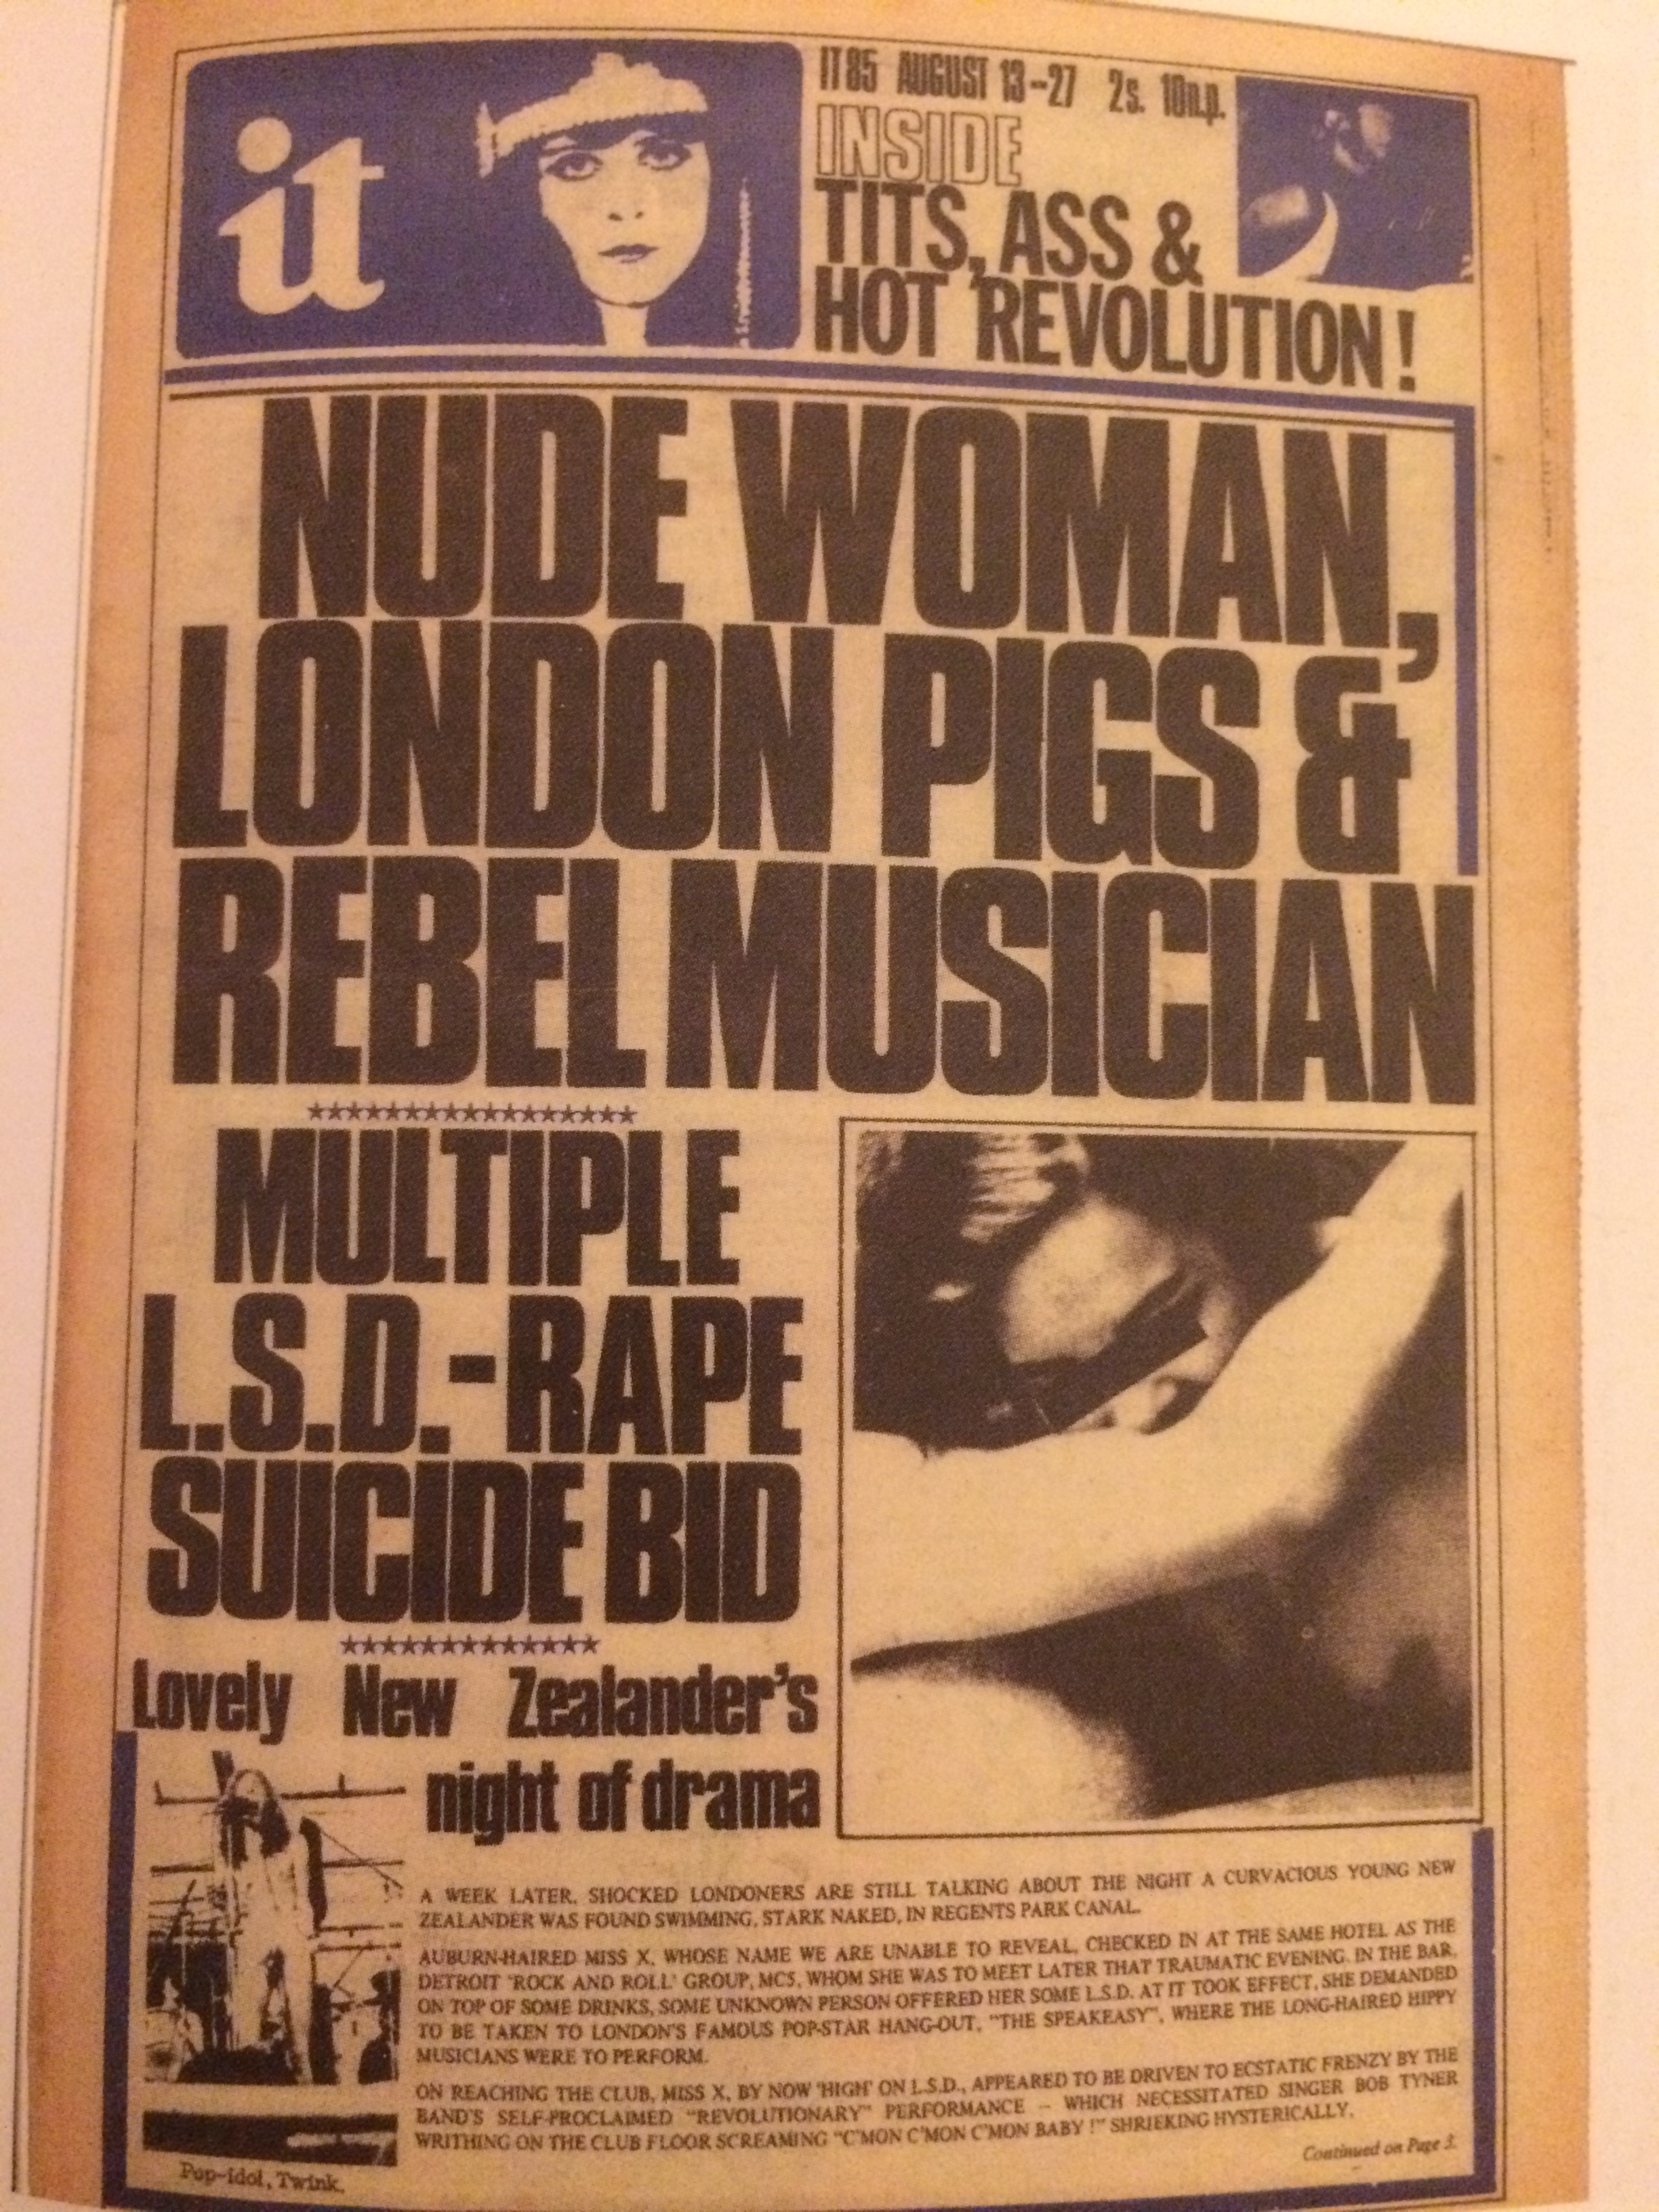 it
IT 85 AUGUST 13--27 2s. 10n.p.
INSIDE
TITS, ASS &
HOT REVOLUTION!
NUDE WOMAN,
LONDON PIGS &
REBEL MUSICIAN
*****************
MULTIPLE
L.S.D.-RAPE
SUICIDE BID
*************
Lovely New Zealander's
night of drama
A WEEK LATER, SHOCKED LONDONERS ARE STILL TALKING ABOUT THE NIGHT A CURVACIOUS YOUNG NEW
ZEALANDER WAS FOUND SWIMMING, STARK NAKED, IN REGENTS PARK CANAL.
AUBURN-HAIRED MISS X, WHOSE NAME WE ARE UNABLE TO REVEAL, CHECKED IN AT THE SAME HOTEL AS THE
DETROIT 'ROCK AND ROLL' GROUP, MC5, WHOM SHE WAS TO MEET LATER THAT TRAUMATIC EVENING. IN THE BAR,
ON TOP OF SOME DRINKS, SOME UNKNOWN PERSON OFFERED HER SOME L.S.D. AT IT TOOK EFFECT, SHE DEMANDED
TO BE TAKEN TO LONDON'S FAMOUS POP-STAR HANG-OUT, "THE SPEAKEASY", WHERE THE LONG-HAIRED HIPPY
MUSICIANS WERE TO PERFORM.
ON REACHING THE CLUB, MISS X, BY NOW 'HIGH' ON L.S.D., APPEARED TO BE DRIVEN TO ECSTATIC FRENZY BY THE
BAND'S SELF-PROCLAIMED "REVOLUTIONARY" PERFORMANCE -- WHICH NECESSITATED SINGER BOB TYNER
WRITHING ON THE CLUB FLOOR SCREAMING "C'MON C'MON C'MON BABY !" SHRIEKING HYSTERICALLY,
Continued on Page 3.
Pop-idol, Twink.